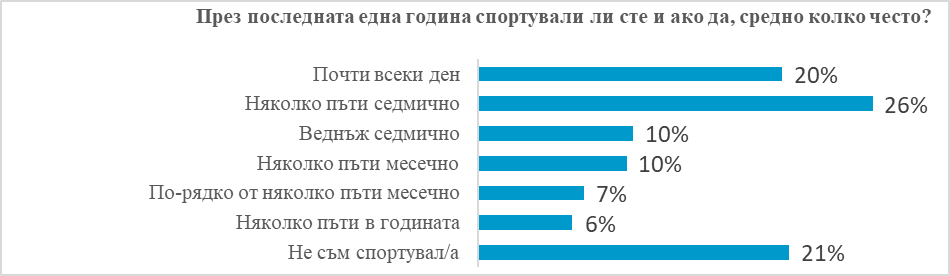 През последната една година спортували ли сте и ако да, средно колко често?
Почти всеки ден 20%
Няколко пъти седмично 26%
Веднъж седмично 10%
Няколко пъти месечно 10%
По-рядко от няколко пъти месечно 7%
Няколко пъти в годината 6%
Не съм спортувал/а 21%